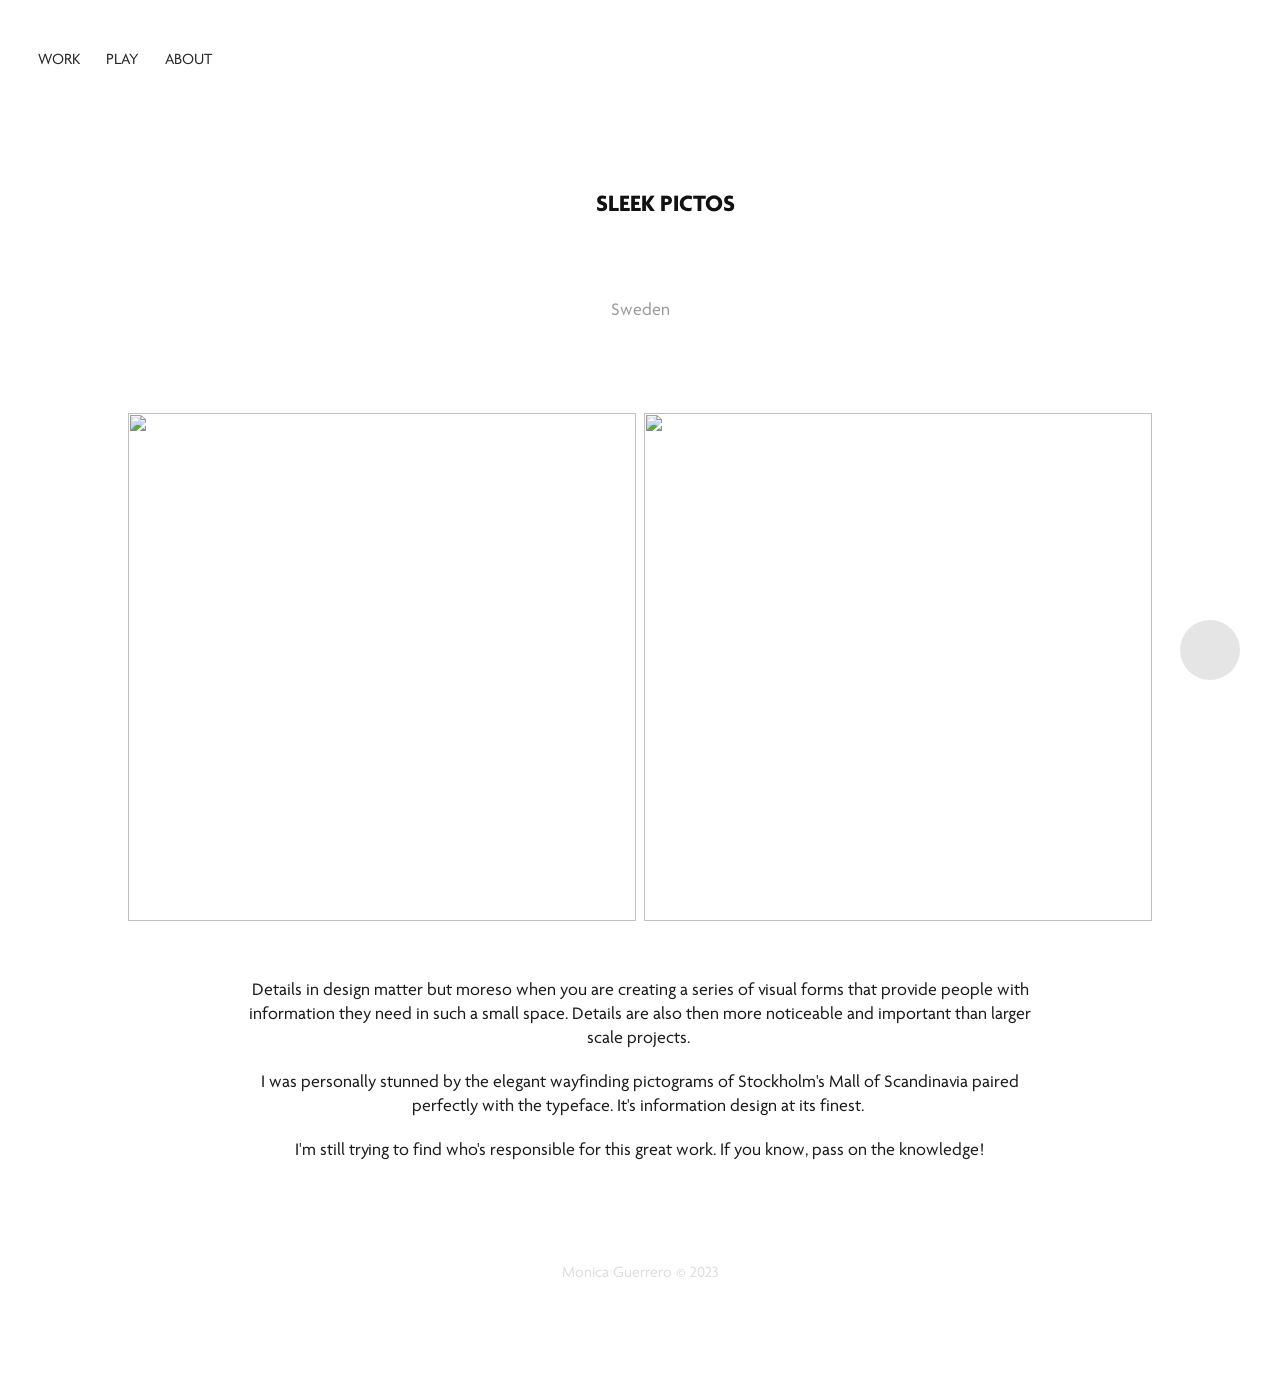 WORK PLAY ABOUT
SLEEK PICTOS
Sweden
Details in design matter but moreso when you are creating a series of visual forms that provide people with
information they need in such a small space. Details are also then more noticeable and important than larger
scale projects.
I was personally stunned by the elegant wayfinding pictograms of Stockholm's Mall of Scandinavia paired
perfectly with the typeface. It's information design at its finest.
I'm still trying to find who's responsible for this great work. If you know, pass on the knowledge!
Monica Guerrero © 2023